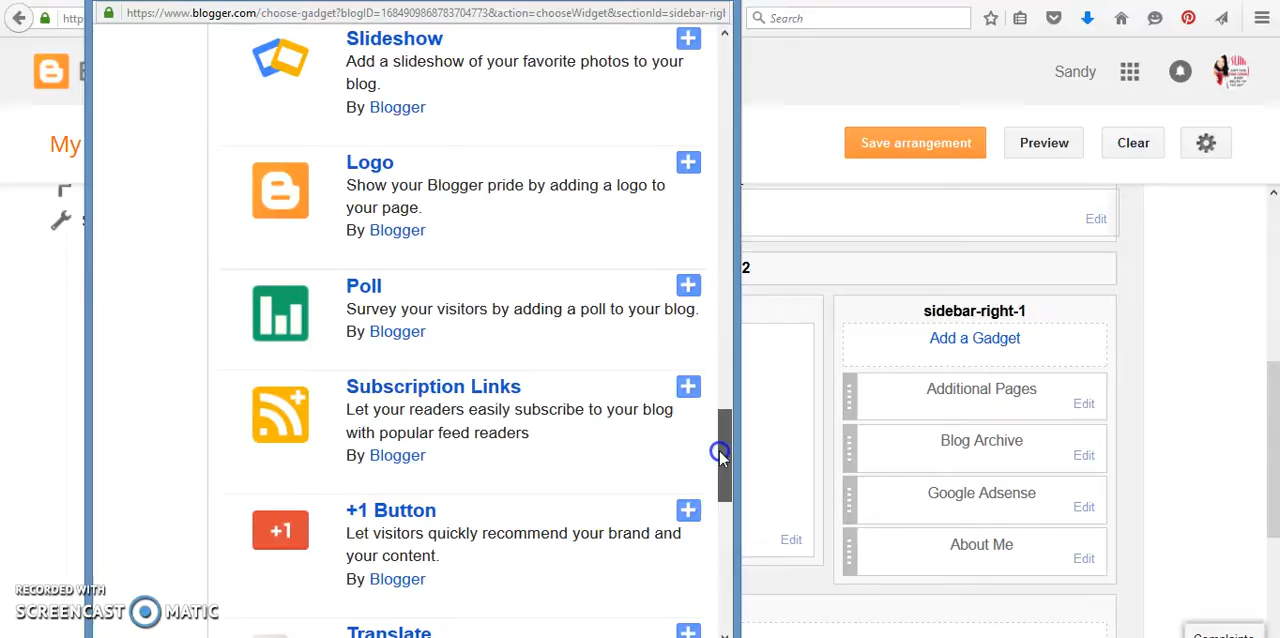 http
https://www.blogger.com/choose-gadget?blogID=1684909868783704773&action=chooseWidget&sectionId=sidebar-righ
Search
Sandy
My
Save arrangement
Preview
Clear
Slideshow
Add a slideshow of your favorite photos to your
blog.
By Blogger
Logo
Show your Blogger pride by adding a logo to
your page.
By Blogger
Poll
Survey your visitors by adding a poll to your blog.
By Blogger
Subscription Links
Let your readers easily subscribe to your blog
with popular feed readers
By Blogger
+1
+1 Button
Let visitors quickly recommend your brand and
your content.
By Blogger
Translate
Edit
2
Edit
sidebar-right-1
Add a Gadget
Additional Pages
Edit
Blog Archive
Edit
Google Adsense
Edit
About Me
Edit
Complaints
RECORDED WITH
SCREENCAST MATIC